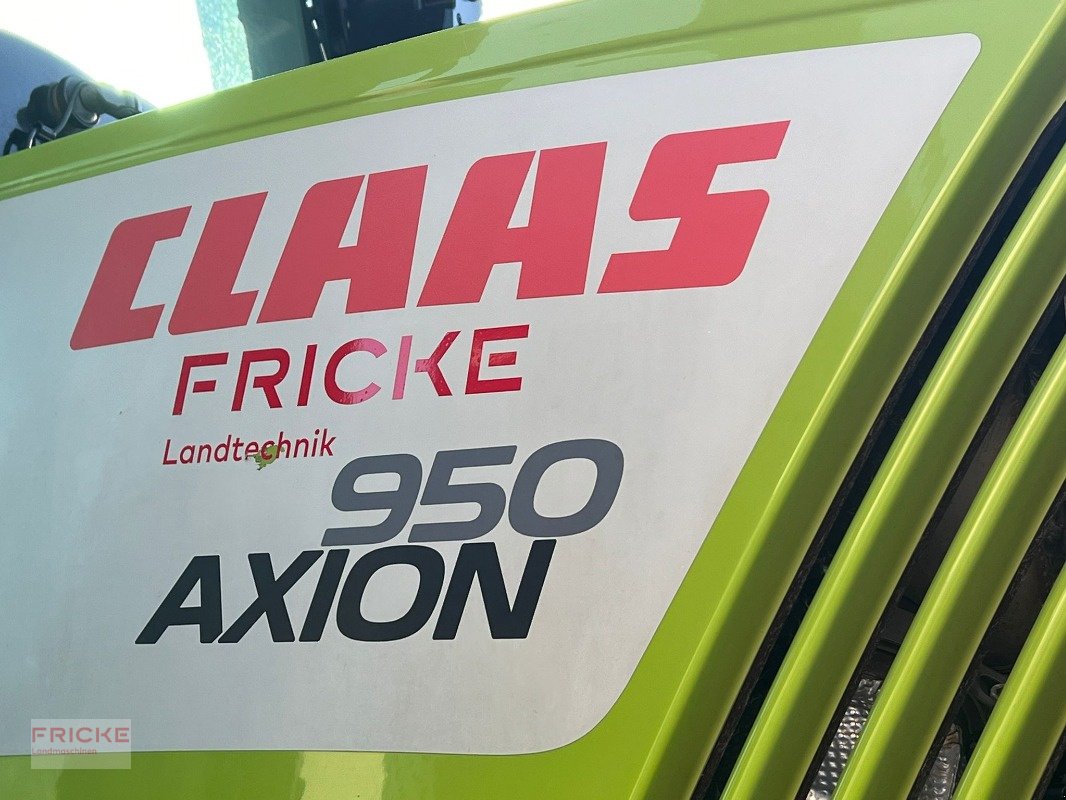 CLAAS
FRICKE
Landtechnik
950
AXION
FRICKE
Landmaschinen